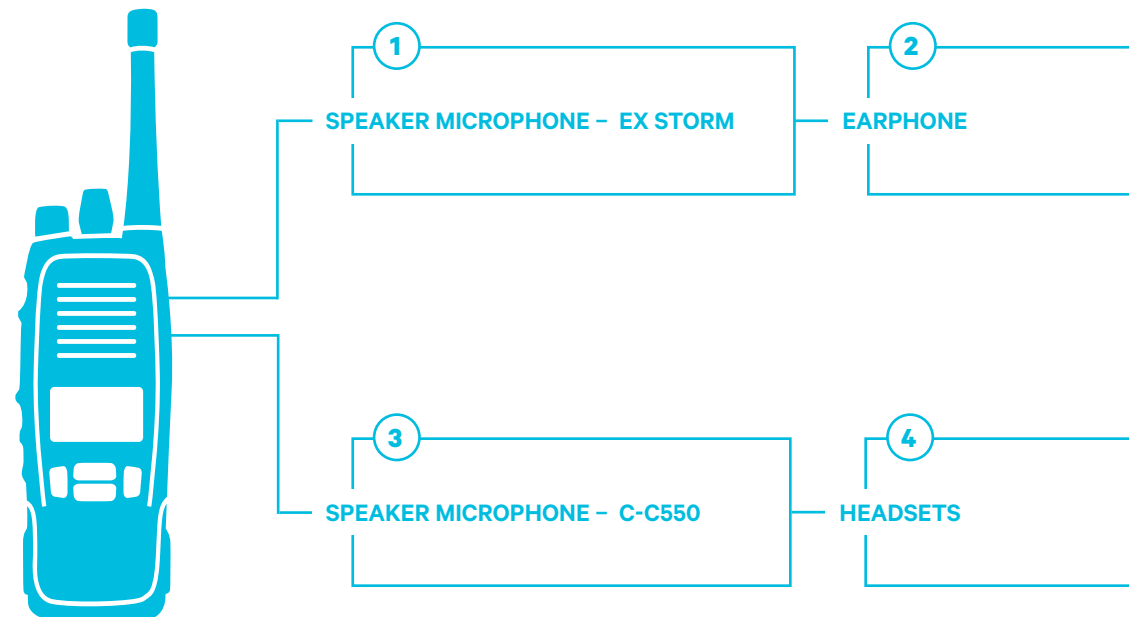 1
SPEAKER MICROPHONE – EX STORM
2
EARPHONE
3
SPEAKER MICROPHONE – C-C550
4
HEADSETS